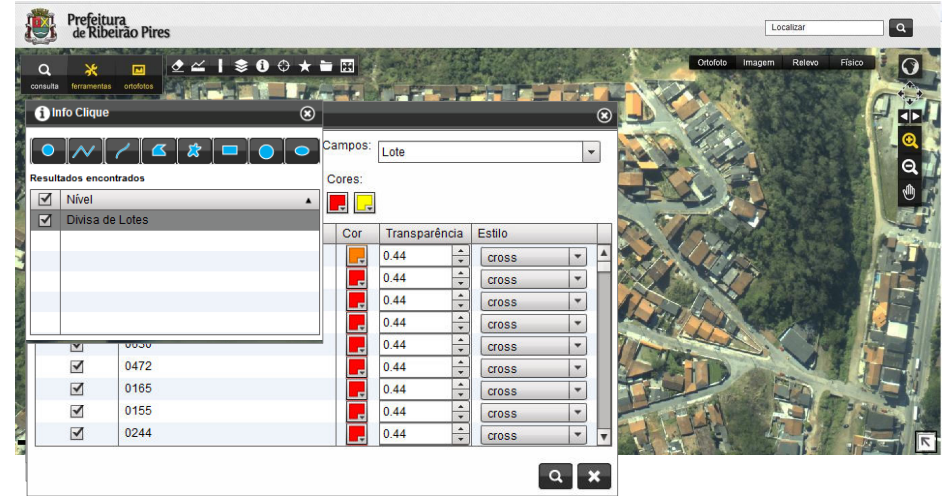 Prefeitura
de Ribeirão Pires
Localizar
consulta
ferramentas
ortofotos
Ortofoto
Imagem
Relevo
Físico
Info Clique
Resultados encontrados
Nível
Divisa de Lotes
Campos:
Lote
Cores:
Cor Transparência Estilo
0.44 cross
0.44 cross
0.44 cross
0.44 cross
0.44 cross
0472 0.44 cross
0165 0.44 cross
0155 0.44 cross
0244 0.44 cross